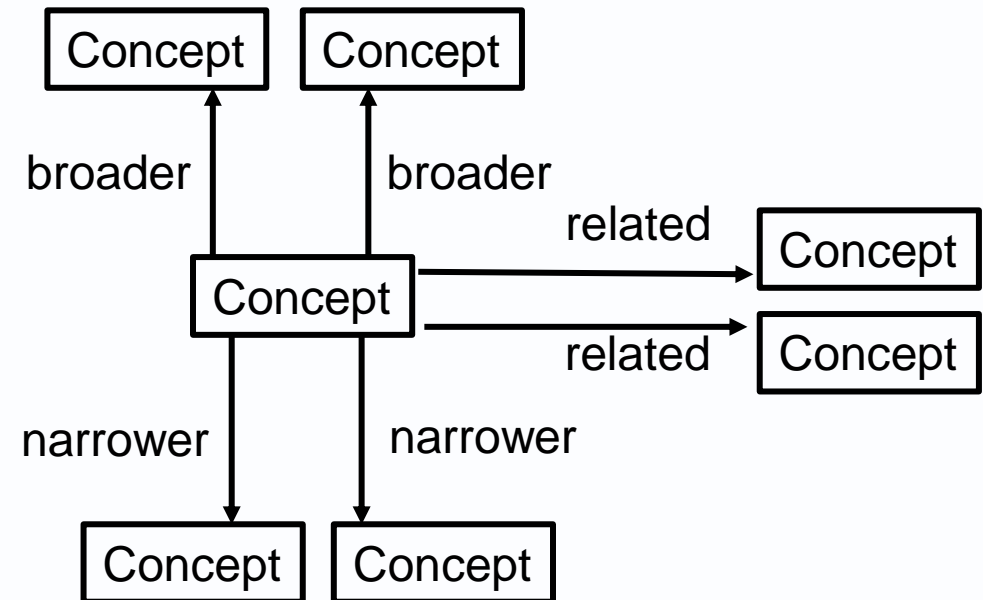 Concept Concept
broader broader
related
Concept
Concept
related
Concept
narrower narrower
Concept Concept